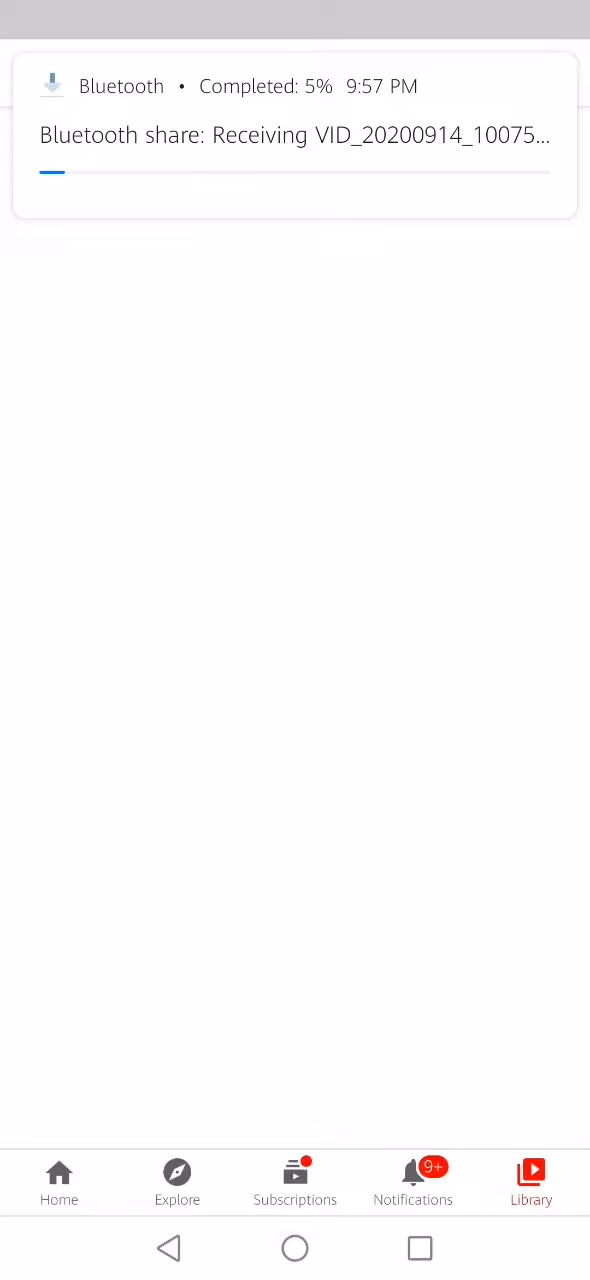 Bluetooth • Completed: 5% 9:57 PM
Bluetooth share: Receiving VID_20200914_10075...
9+
Home Explore Subscriptions Notifications Library